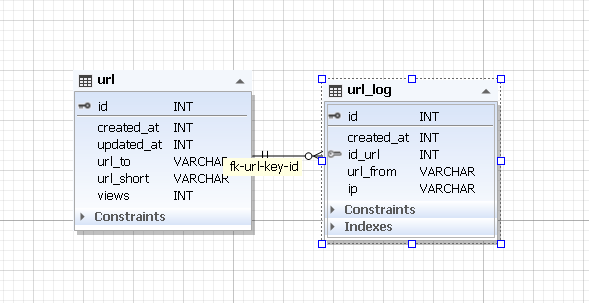 url
id INT
created_at INT
updated_at INT
url_to VARCHAR
url_short VARCHAR
views INT
Constraints
fk-url-key-id
url_log
id INT
created_at INT
id_url INT
url_from VARCHAR
ip VARCHAR
Constraints
Indexes